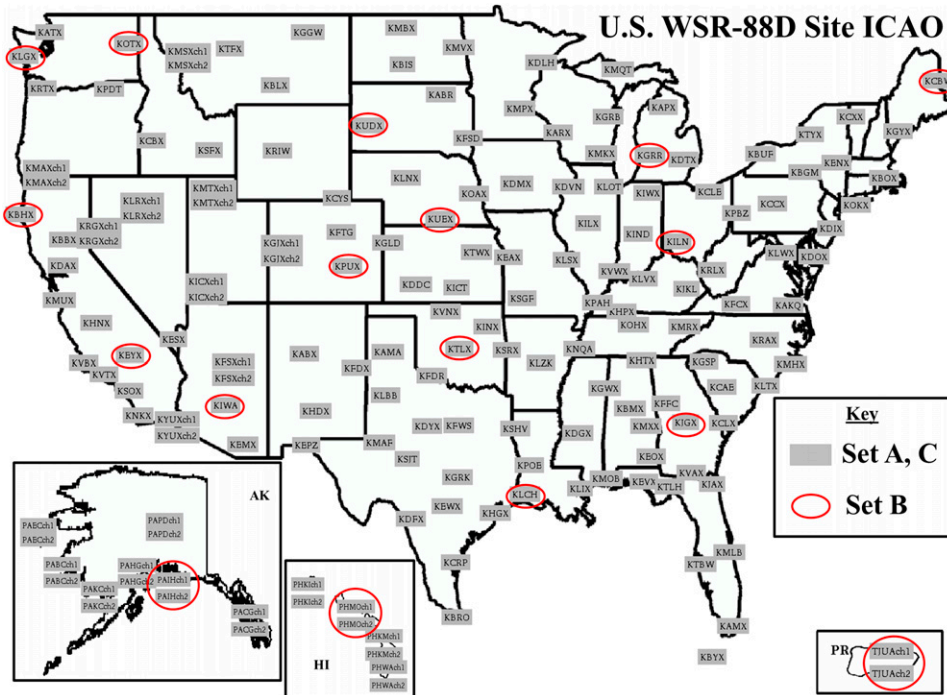 U.S. WSR-88D Site ICAO
KATX
KLGX
KOTX
KMSXch1
KMSXch2
KTFX
KGGW
KMBX
KMVX
KDLH
KMQT
KCBW
KRTX
KPDT
KBLX
KBIS
KABR
KMPX
KGRB
KAPX
KCXX
KTYX
KGYX
KCBX
KSFX
KRIW
KUDX
KFSD
KARX
KMKX
KGRR
KDTX
KBUF
KENX
KBGM
KBOX
KMAXch1
KMAXch2
KLRXch1
KLRXch2
KMTXch1
KMTXch2
KCYS
KLNX
KOAX
KDMX
KDVN
KLOT
KIWX
KCLE
KCCX
KOKX
KBHX
KBBX
KRGXch1
KRGXch2
KGIXch1
KGIXch2
KFTG
KPUX
KUEX
KGLD
KTWX
KEAX
KILX
KIND
KILN
KPBZ
KDIX
KLWX
KDOX
KDAX
KMUX
KHNX
KICXch1
KICXch2
KDDC
KICT
KLSX
KVWX
KLVX
KRLX
KJKL
KFCX
KAKQ
KSGF
KPAH
KHPX
KOHX
KMRX
KRAX
KMHX
KVNX
KINX
KEYX
KESX
KVBX
KVTX
KSOX
KNKX
KFSXch1
KFSXch2
KABX
KAMA
KFDX
KTLX
KFDR
KSRX
KLZK
KNQA
KHTX
KGSP
KCAE
KLTX
KIWA
KYUXch1
KYUXch2
KEMX
KHDX
KEPZ
KLBB
KMAF
KDYX
KFWS
KSHV
KDGX
KGWX
KBMX
KFFC
KMXX
KJGX
KCLX
KEOX
KSJT
KPOE
KGRK
KLCH
KLIX
KMOB
KEVX
KTLH
KVAX
KJAX
KDFX
KEWX
KHGX
KCRP
KBRO
KTBW
KMLB
KAMX
KBYX
Key
Set A, C
Set B
AK
PABCch1
PABCch2
PAPDch1
PAPDch2
PABCch1
PABCch2
PAHGch1
PAHGch2
PAIHch1
PAIHch2
PAKCch1
PAKCch2
PACGch1
PACGch2
HI
PHKIch1
PHKIch2
PHMOch1
PHMOch2
PHKMch1
PHKMch2
PHWAch1
PHWAch2
PR
TJUAch1
TJUAch2